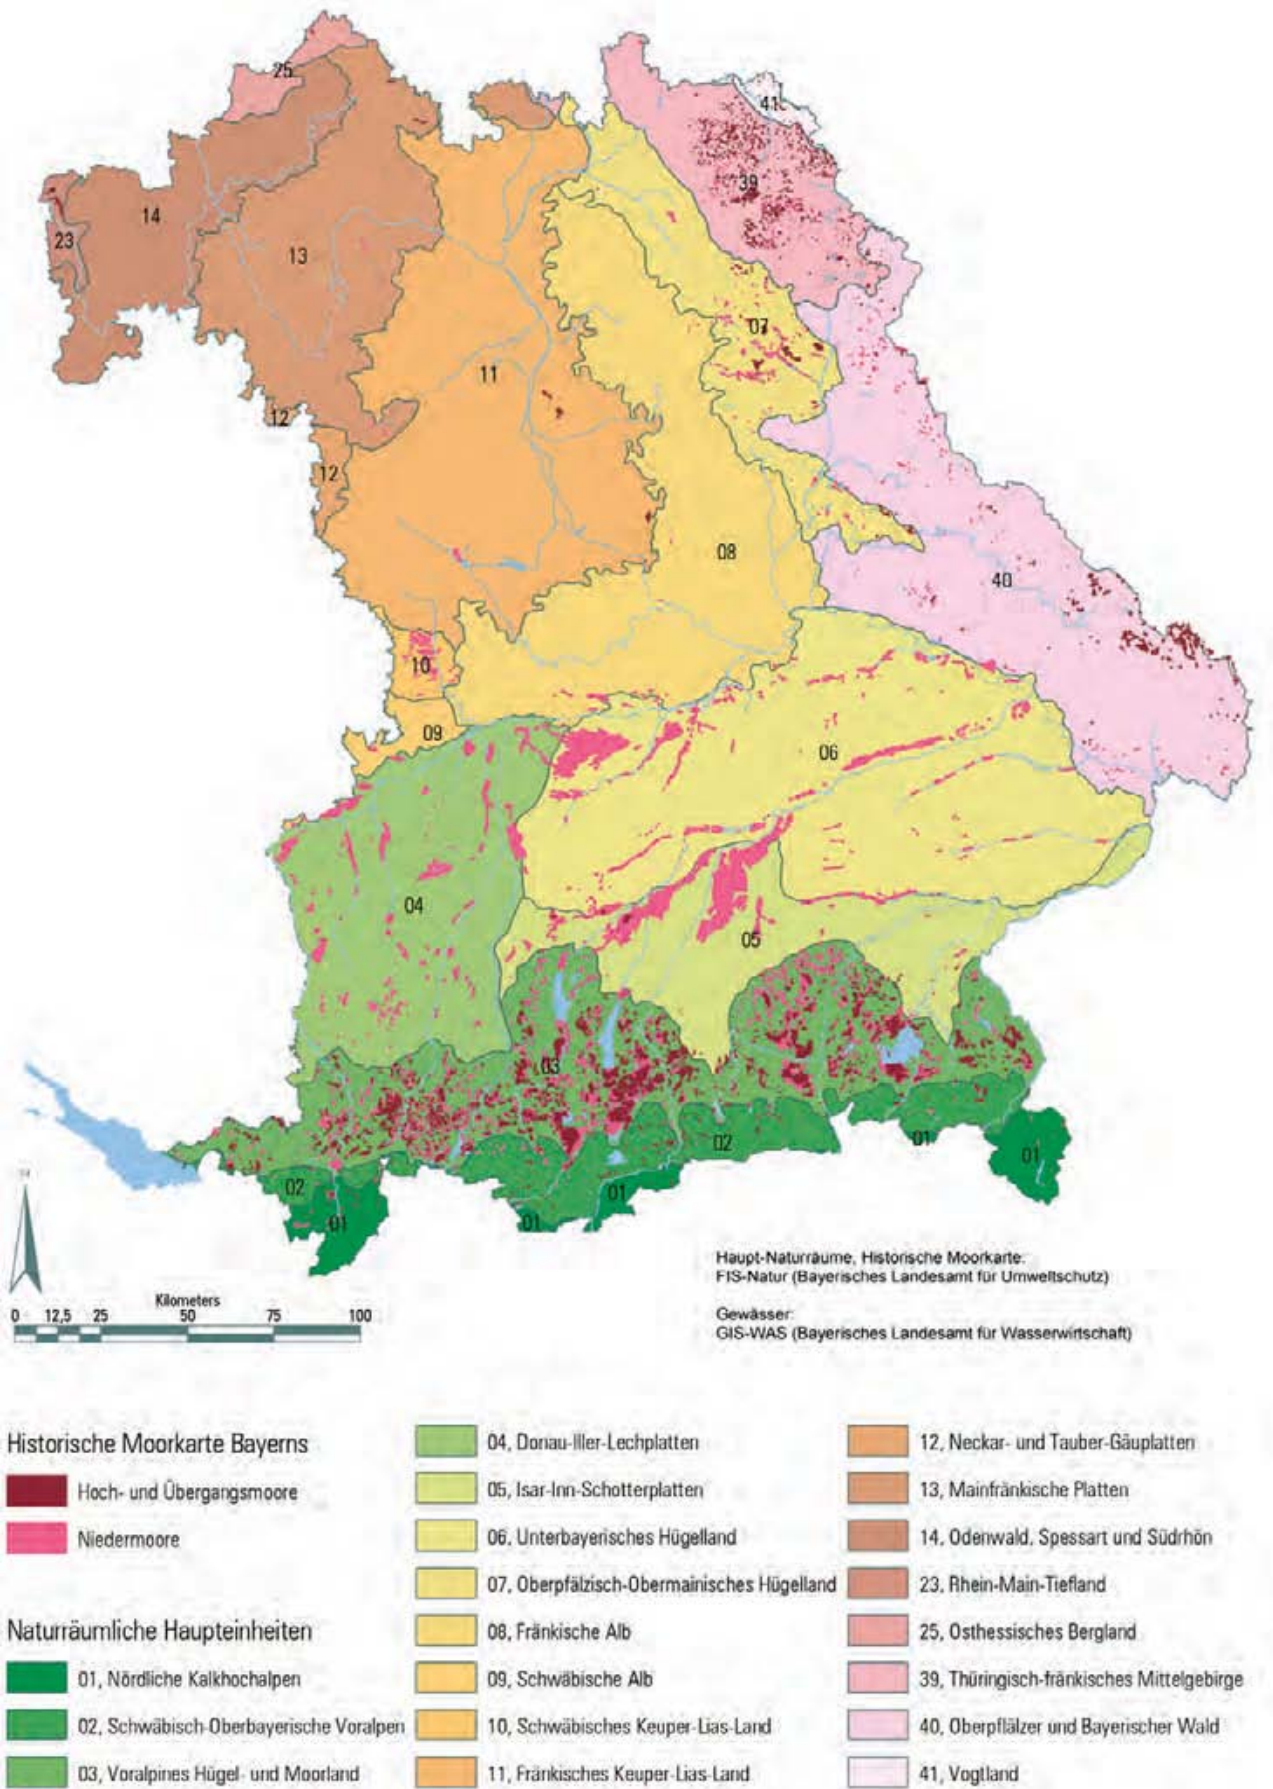 25
41
14
39
23
13
07
11
12
12
08
40
10
09
06
04
05
03
02
01
01
02
01
01
01
Haupt-Naturräume, Historische Moorkarte:
FIS-Natur (Bayerisches Landesamt für Umweltschutz)
Gewässer:
GIS-WAS (Bayerisches Landesamt für Wasserwirtschaft)
Kilometers
0 12,5 25 50 75 100
Historische Moorkarte Bayerns
Hoch- und Übergangsmoore
Niedermoore
Naturräumliche Haupteinheiten
01, Nördliche Kalkhochalpen
02, Schwäbisch-Oberbayerische Voralpen
03, Voralpines Hügel- und Moorland
04, Donau-Iller-Lechplatten
05, Isar-Inn-Schotterplatten
06, Unterbayerisches Hügelland
07, Oberpfälzisch-Obermainisches Hügelland
08, Fränkische Alb
09, Schwäbische Alb
10, Schwäbisches Keuper-Lias-Land
11, Fränkisches Keuper-Lias-Land
12, Neckar- und Tauber-Gäuplatten
13, Mainfränkische Platten
14, Odenwald, Spessart und Südrhön
23, Rhein-Main-Tiefland
25, Osthessisches Bergland
39, Thüringisch-fränkisches Mittelgebirge
40, Oberpflälzer und Bayerischer Wald
41, Vogtland